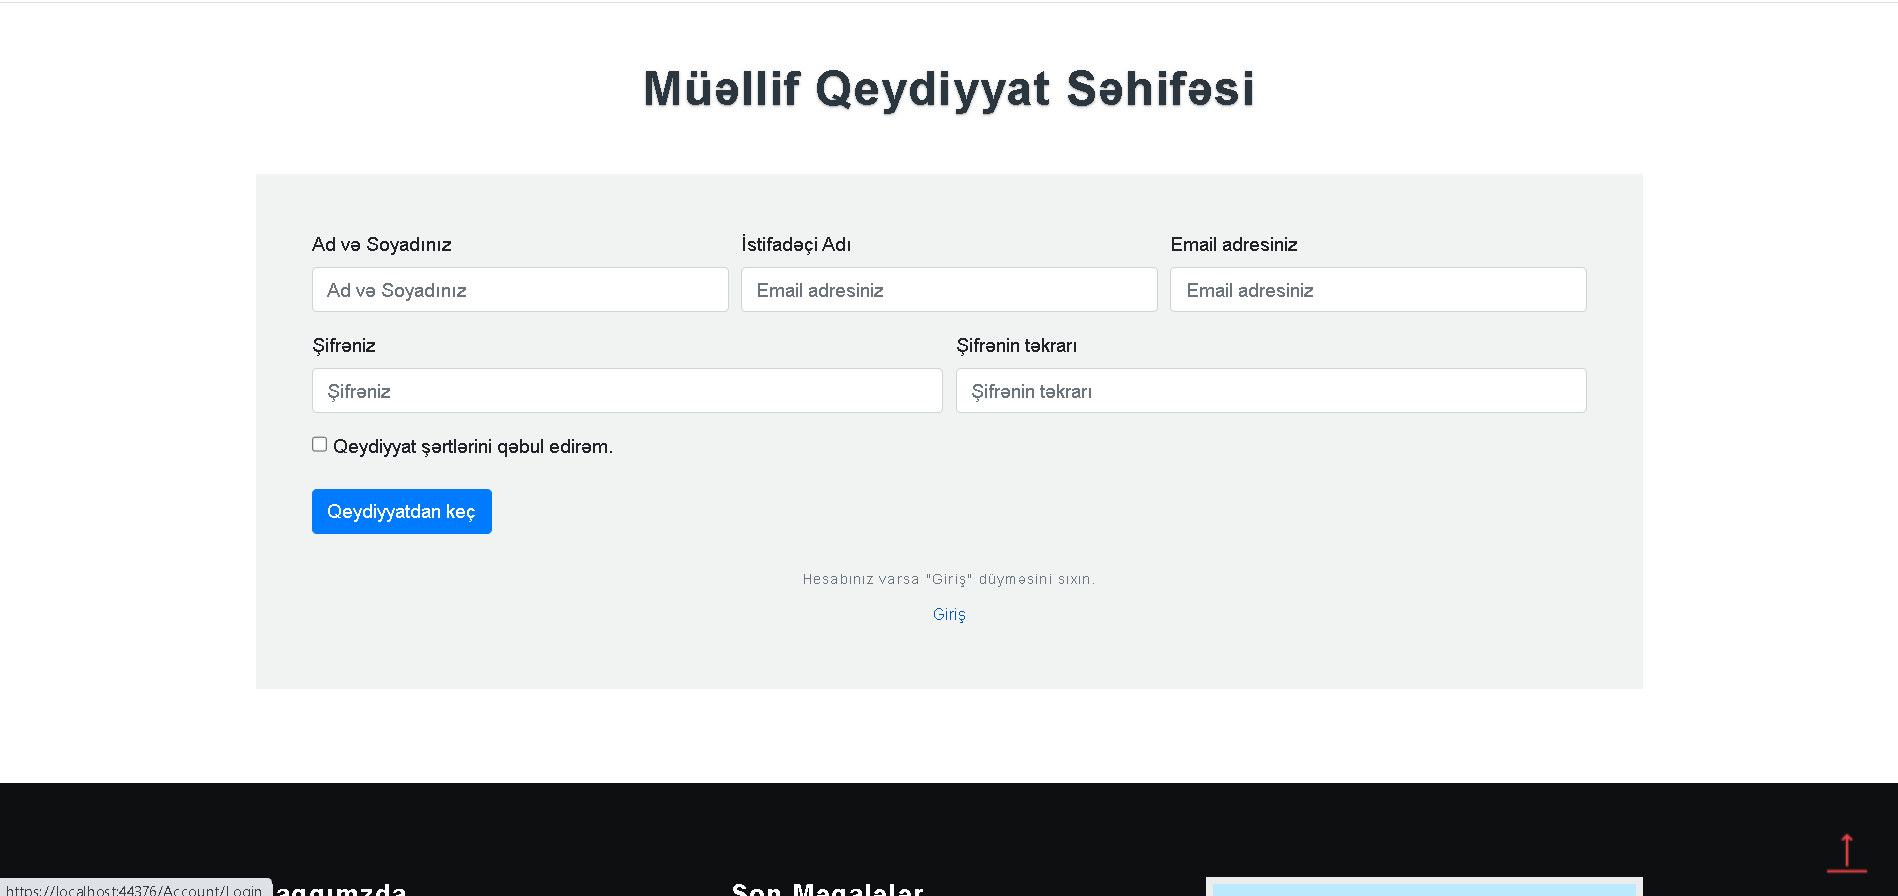 Müəllif Qeydiyyat Səhifəsi
Ad və Soyadınız İstifadəçi Adı Email adresiniz
Ad və Soyadınız Email adresiniz Email adresiniz
Şifrəniz Şifrənin təkrarı
Şifrəniz Şifrənin təkrarı
Qeydiyyat şərtlərini qəbul edirəm.
Qeydiyyatdan keç
Hesabınız varsa "Giriş" düyməsini sıxın.
Giriş
https://localhost:44376/Account/Login
Son Məqalələr